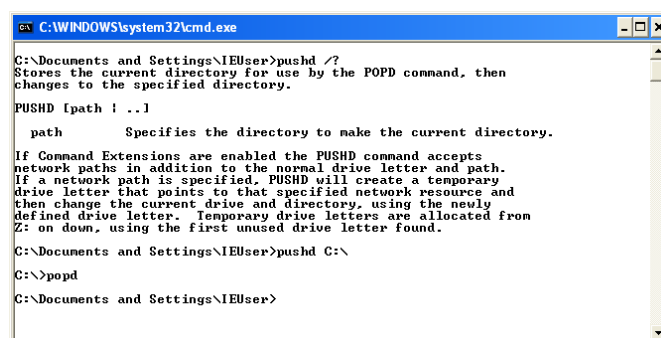 C:\WINDOWS\system32\cmd.exe
C:\Documents and Settings\IEUser>pushd /?
Stores the current directory for use by the POPD command, then
changes to the specified directory.
PUSHD [path ¦ ..]
path Specifies the directory to make the current directory.
If Command Extensions are enabled the PUSHD command accepts
network paths in addition to the normal drive letter and path.
If a network path is specified, PUSHD will create a temporary
drive letter that points to that specified network resource and
then change the current drive and directory, using the newly
defined drive letter.  Temporary drive letters are allocated from
Z: on down, using the first unused drive letter found.
C:\Documents and Settings\IEUser>pushd C:\
C:\>popd
C:\Documents and Settings\IEUser>